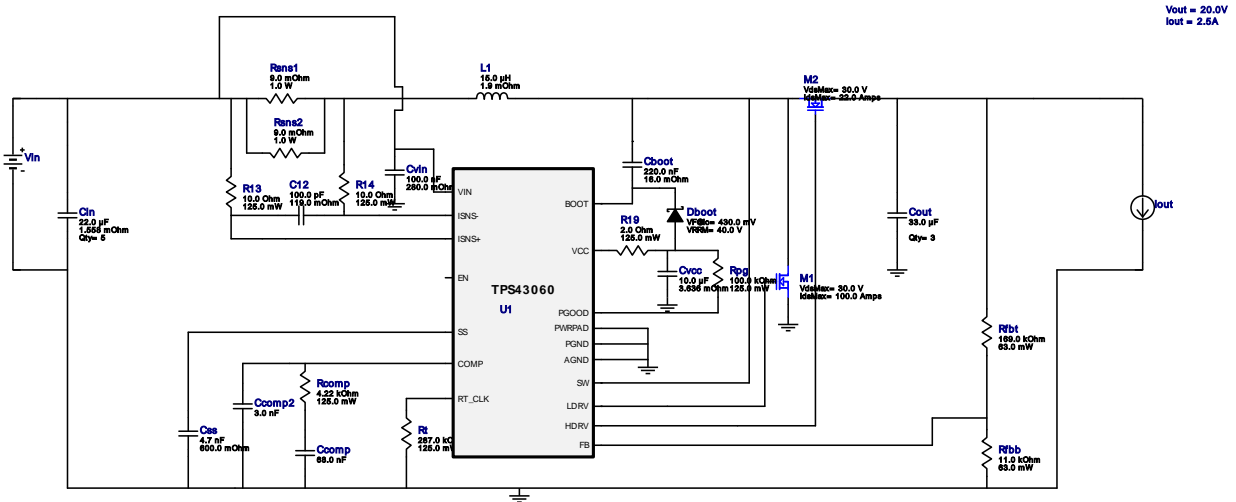 Vout = 20.0V
Iout = 2.5A
Rsns1
9.0 mOhm
1.0 W
Rsns2
9.0 mOhm
1.0 W
L1
15.0 µH
1.9 mOhm
M2
VdsMax= 30.0 V
IdsMax= 22.0 Amps
Vin
Cin
22.0 µF
1.558 mOhm
Qty= 5
R13
10.0 Ohm
125.0 mW
C12
100.0 pF
119.0 mOhm
R14
10.0 Ohm
125.0 mW
Cvin
100.0 nF
280.0 mOhm
Cboot
220.0 nF
16.0 mOhm
Dboot
430.0 mV
VRRM= 40.0 V
R19
2.0 Ohm
125.0 mW
Cvcc
10.0 µF
3.636 mOhm
Rpg
100.0 kOhm
125.0 mW
M1
VdsMax= 30.0 V
IdsMax= 100.0 Amps
Cout
33.0 µF
Qty= 3
Iout
VIN
ISNS-
ISNS+
EN
SS
COMP
RT_CLK
TPS43060
U1
BOOT
VCC
PGOOD
PWRPAD
PGND
AGND
SW
LDRV
HDRV
FB
Rfbt
169.0 kOhm
63.0 mW
Rfbb
11.0 kOhm
63.0 mW
Css
4.7 nF
600.0 mOhm
Ccomp2
3.0 nF
Rcomp
4.22 kOhm
125.0 mW
Ccomp
68.0 nF
Rt
125.0